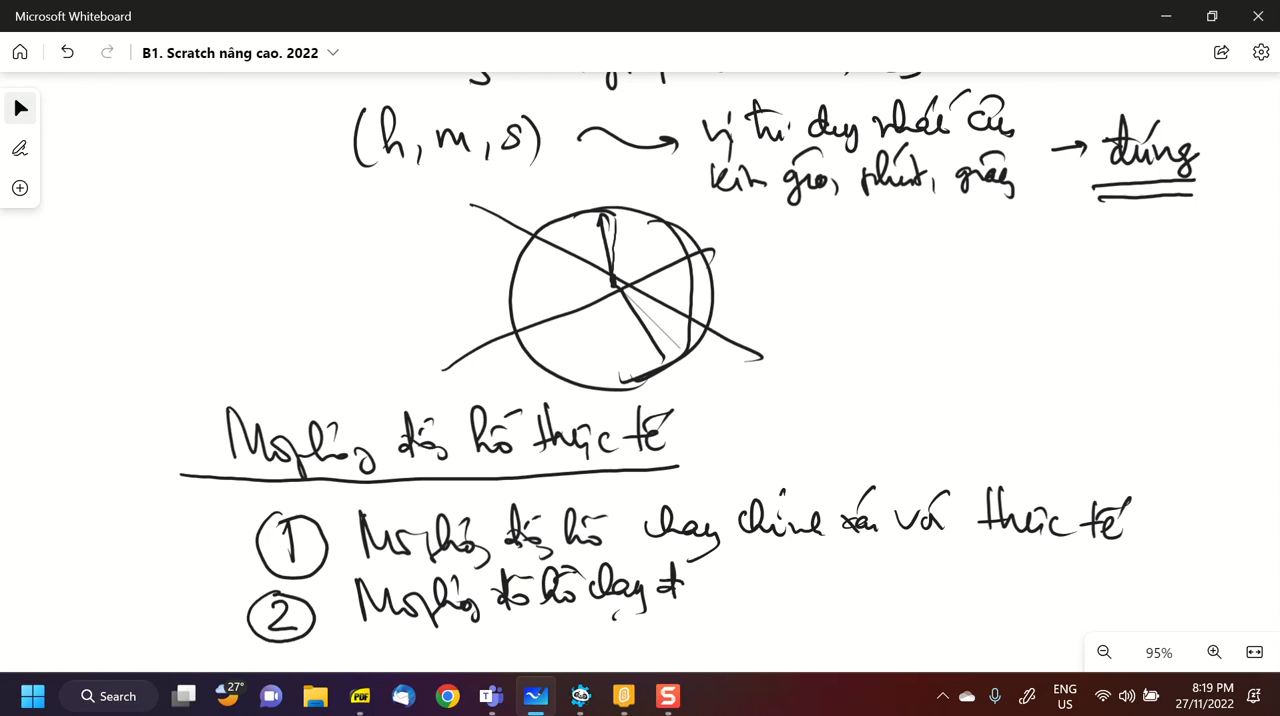 Microsoft Whiteboard
B1. Scratch nâng cao. 2022
(h, m, s) → vị trí duy nhất của → đúng
kim giờ, phút, giây
Mô phỏng đồng hồ thực tế
1 Mô phỏng đồng hồ chạy chính xác với thực tế
2 Mô phỏng đồ hồ chạy đ
95%
Search
27°
PDF
ENG
US
8:19 PM
27/11/2022